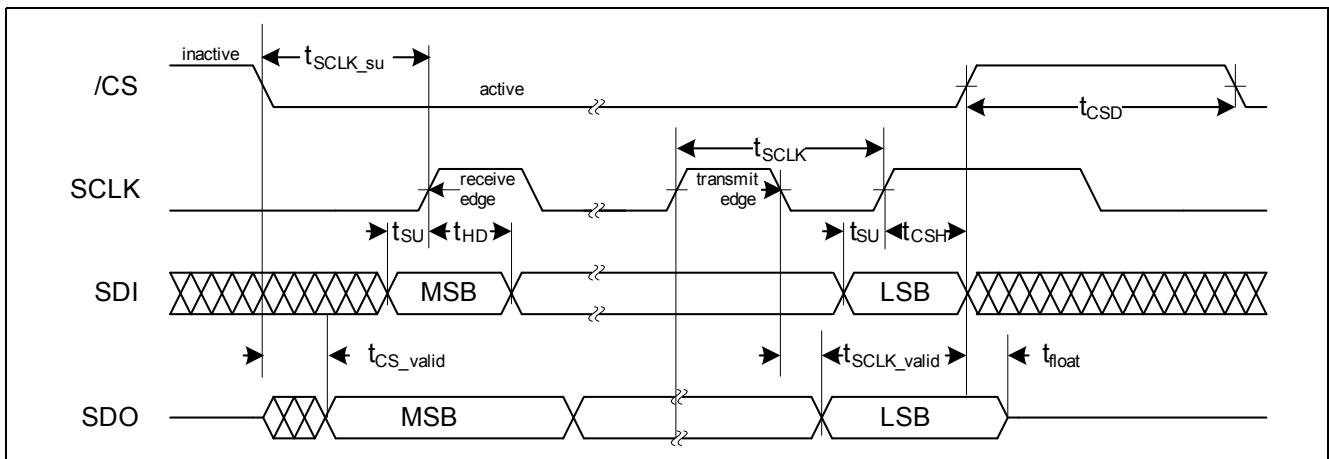 inactive
tSCLK_su
/CS
active
tCSD
tSCLK
SCLK
receive
edge
transmit
edge
tSU
tHD
tSU
tCSH
SDI
MSB
LSB
tCS_valid
tSCLK_valid
tfloat
SDO
MSB
LSB